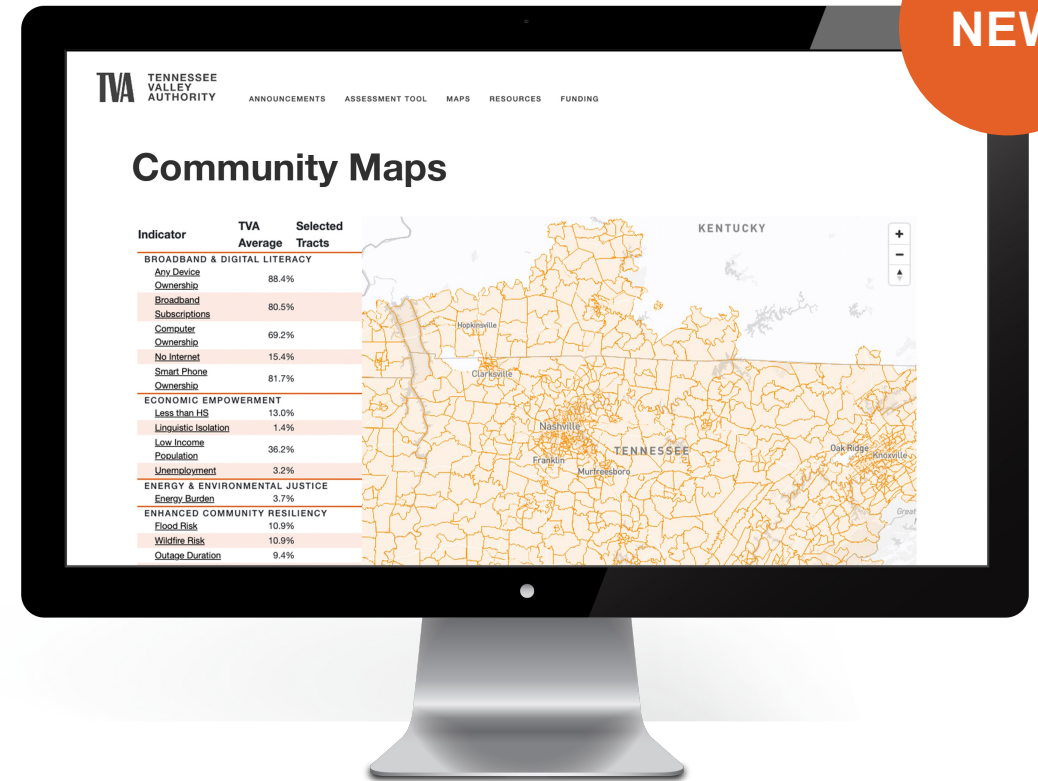 NEW
TVA TENNESSEE
VALLEY
AUTHORITY
ANNOUNCEMENTS ASSESSMENT TOOL MAPS RESOURCES FUNDING
Community Maps
Indicator TVA Average Selected Tracts
BROADBAND & DIGITAL LITERACY
Any Device Ownership 88.4%
Broadband Subscriptions 80.5%
Computer Ownership 69.2%
No Internet 15.4%
Smart Phone Ownership 81.7%
ECONOMIC EMPOWERMENT
Less than HS 13.0%
Linguistic Isolation 1.4%
Low Income Population 36.2%
Unemployment 3.2%
ENERGY & ENVIRONMENTAL JUSTICE
Energy Burden 3.7%
ENHANCED COMMUNITY RESILIENCY
Flood Risk 10.9%
Wildfire Risk 10.9%
Outage Duration 9.4%
KENTUCKY
+
−
Hopkinsville
Clarksville
Nashville
TENNESSEE
Oak Ridge
Knoxville
Franklin
Murfreesboro
Great